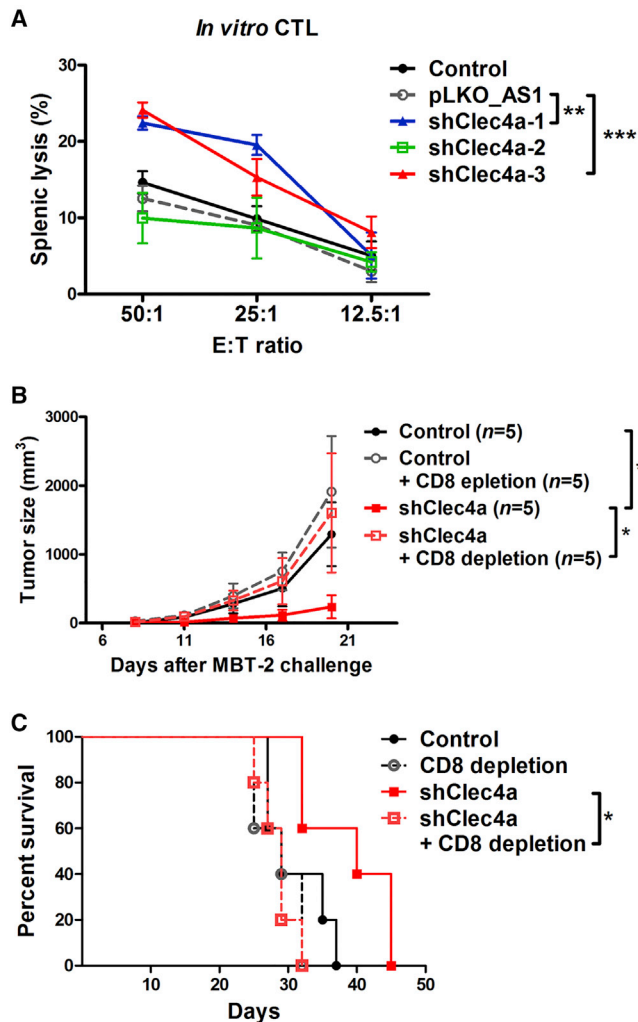 A
In vitro CTL
Splenic lysis (%)
30
20
10
0
50:1
25:1
12.5:1
E:T ratio
Control
pLKO_AS1
shClec4a-1
shClec4a-2
shClec4a-3
**
***
B
Tumor size (mm³)
3000
2000
1000
0
6
11
16
21
Days after MBT-2 challenge
Control (n=5)
Control
+ CD8 epletion (n=5)
shClec4a (n=5)
shClec4a
+ CD8 depletion (n=5)
*
*
C
Percent survival
100
80
60
40
20
0
10
20
30
40
50
Days
Control
CD8 depletion
shClec4a
shClec4a
+ CD8 depletion
*